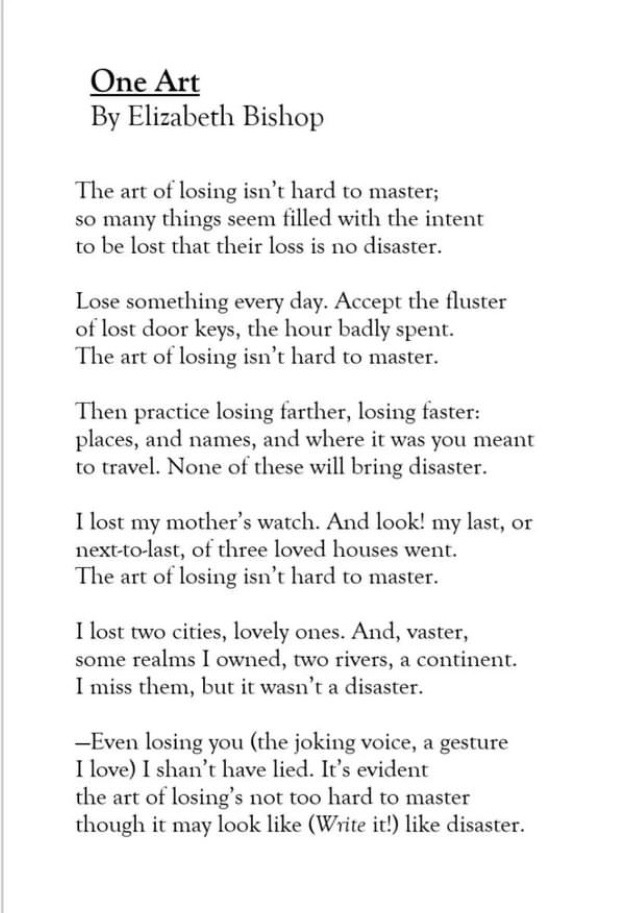 One Art
By Elizabeth Bishop
The art of losing isn't hard to master;
so many things seem filled with the intent
to be lost that their loss is no disaster.
Lose something every day. Accept the fluster
of lost door keys, the hour badly spent.
The art of losing isn't hard to master.
Then practice losing farther, losing faster:
places, and names, and where it was you meant
to travel. None of these will bring disaster.
I lost my mother's watch. And look! my last, or
next-to-last, of three loved houses went.
The art of losing isn't hard to master.
I lost two cities, lovely ones. And, vaster,
some realms I owned, two rivers, a continent.
I miss them, but it wasn't a disaster.
—Even losing you (the joking voice, a gesture
I love) I shan't have lied. It's evident
the art of losing's not too hard to master
though it may look like (Write it!) like disaster.